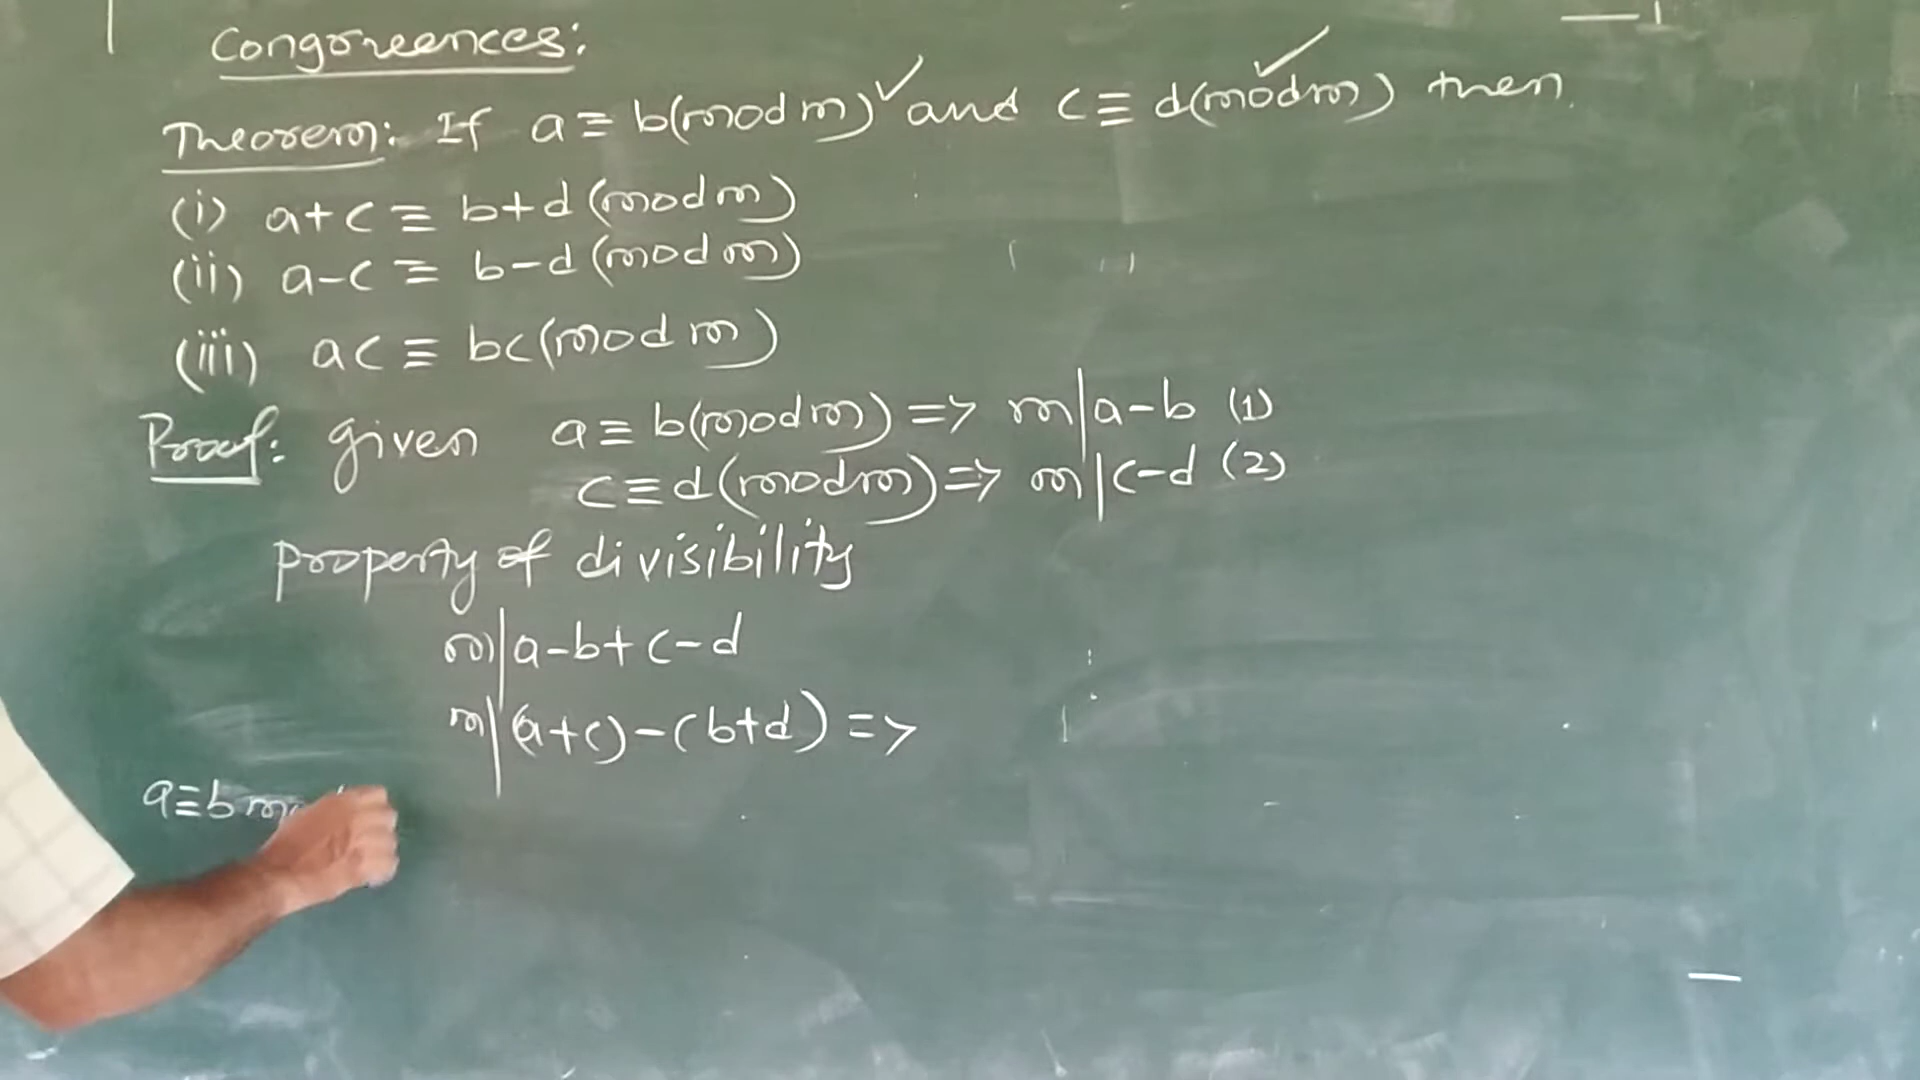 Congoreences:
Theorem: If a ≡ b(mod m) ✓ and c ≡ d(mod m) ✓ then
(i) a+c ≡ b+d (mod m)
(ii) a-c ≡ b-d (mod m)
(iii) ac ≡ bc (mod m)
Proof: given a ≡ b(mod m) => m|a-b (1)
c ≡ d (mod m) => m|c-d (2)
property of divisibility
m|a-b+c-d
m|(a+c)-(b+d) =>
a≡b